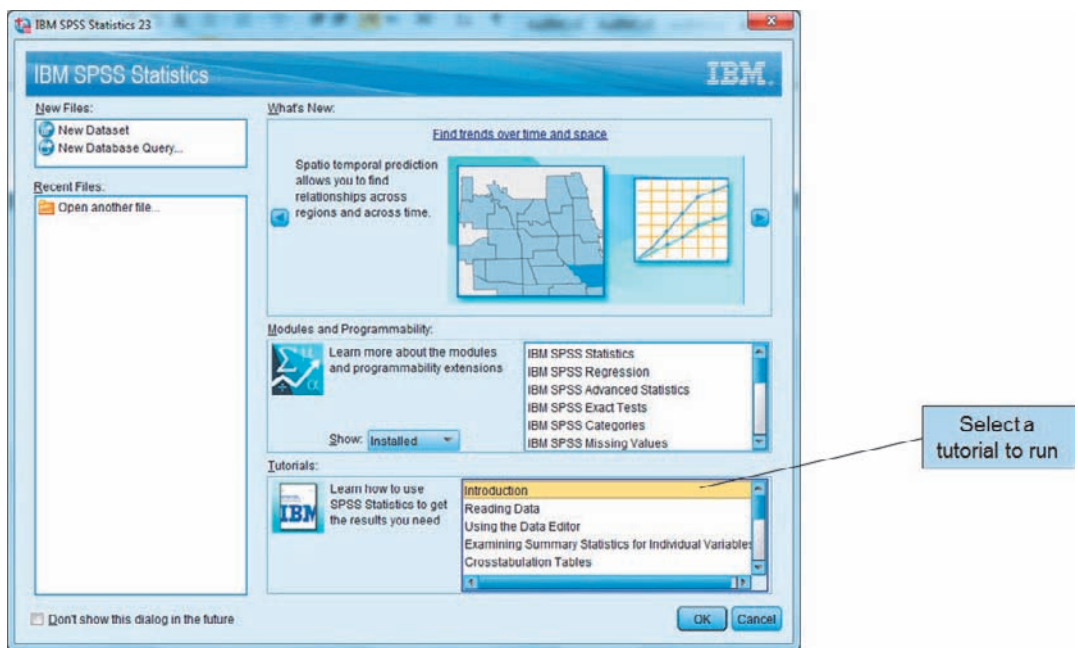 IBM SPSS Statistics 23
IBM SPSS Statistics
IBM.
New Files:
New Dataset
New Database Query...
Recent Files:
Open another file...
What's New:
Find trends over time and space
Spatio temporal prediction
allows you to find
relationships across
regions and across time.
Modules and Programmability:
Learn more about the modules
and programmability extensions
Show: Installed
IBM SPSS Statistics
IBM SPSS Regression
IBM SPSS Advanced Statistics
IBM SPSS Exact Tests
IBM SPSS Categories
IBM SPSS Missing Values
Tutorials:
IBM
Learn how to use
SPSS Statistics to get
the results you need
Introduction
Reading Data
Using the Data Editor
Examining Summary Statistics for Individual Variables
Crosstabulation Tables
Select a
tutorial to run
Don't show this dialog in the future
OK
Cancel